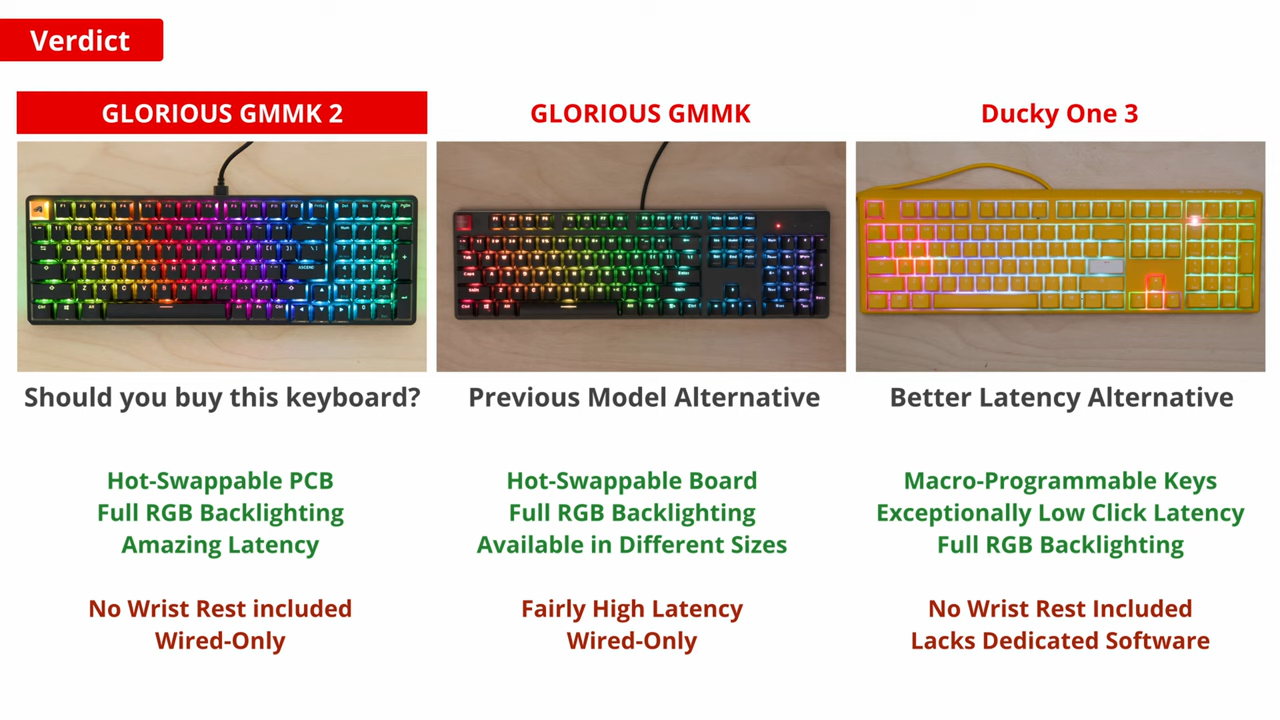 Verdict
GLORIOUS GMMK 2
GLORIOUS GMMK
Ducky One 3
Should you buy this keyboard?
Previous Model Alternative
Better Latency Alternative
Hot-Swappable PCB
Full RGB Backlighting
Amazing Latency
No Wrist Rest included
Wired-Only
Hot-Swappable Board
Full RGB Backlighting
Available in Different Sizes
Fairly High Latency
Wired-Only
Macro-Programmable Keys
Exceptionally Low Click Latency
Full RGB Backlighting
No Wrist Rest Included
Lacks Dedicated Software